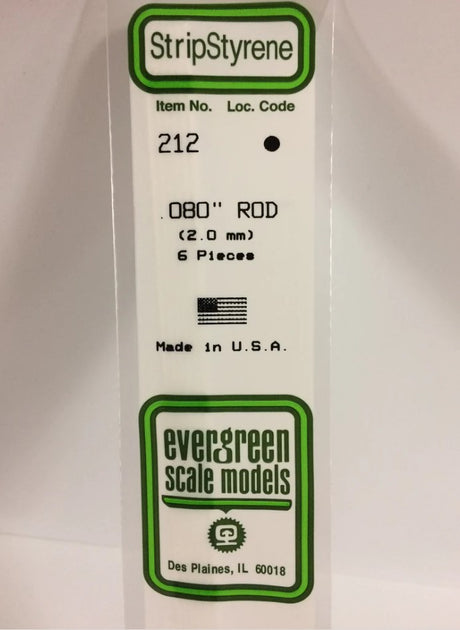 StripStyrene
Item No. Loc. Code
212
.080" ROD
(2.0 mm)
6 Pieces
Made in U.S.A.
evergreen
scale models
Des Plaines, IL 60018